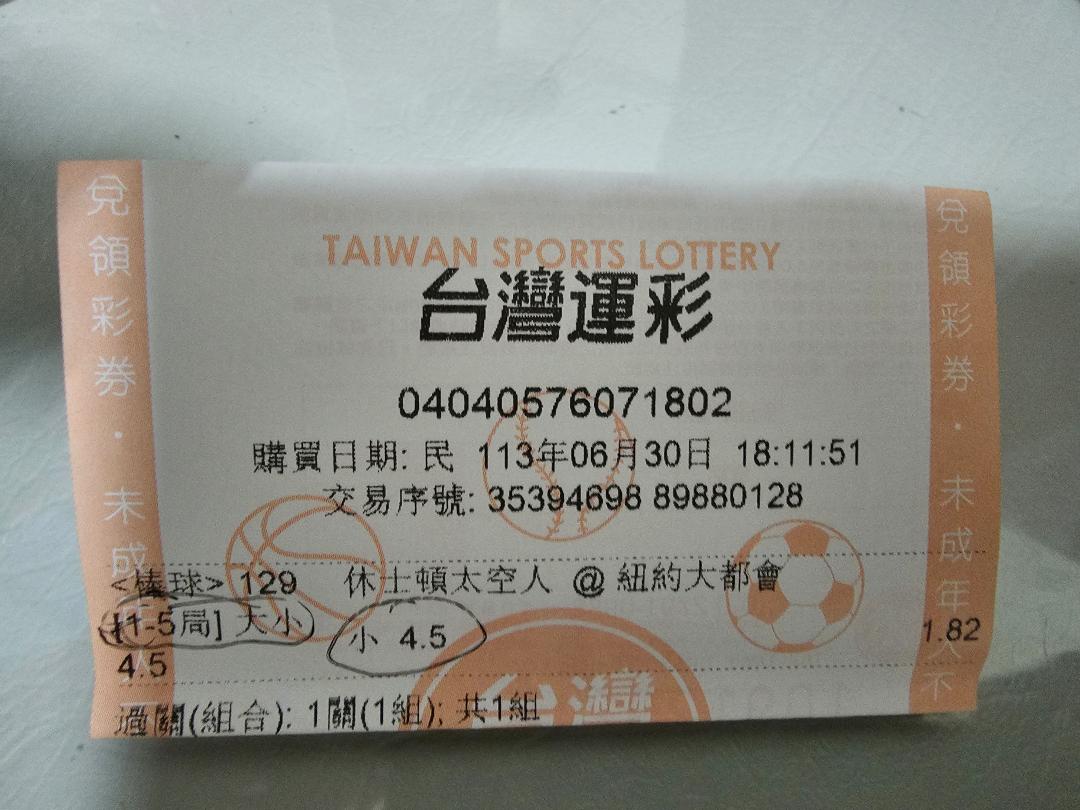 TAIWAN SPORTS LOTTERY
台灣運彩
04040576071802
購買日期: 民 113年06月30日 18:11:51
交易序號: 35394698 89880128
<棒球> 129 休士頓太空人 @ 紐約大都會
[1-5局] 大小 小 4.5 1.82
4.5
過關(組合): 1關(1組); 共1組
台灣
兌領彩券・未成年人
兌領彩券・未成年人不